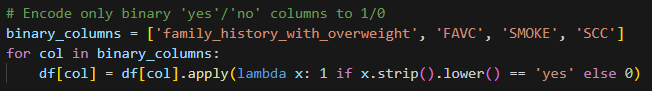 # Encode only binary 'yes'/'no' columns to 1/0
binary_columns = ['family_history_with_overweight', 'FAVC', 'SMOKE', 'SCC']
for col in binary_columns:
    df[col] = df[col].apply(lambda x: 1 if x.strip().lower() == 'yes' else 0)